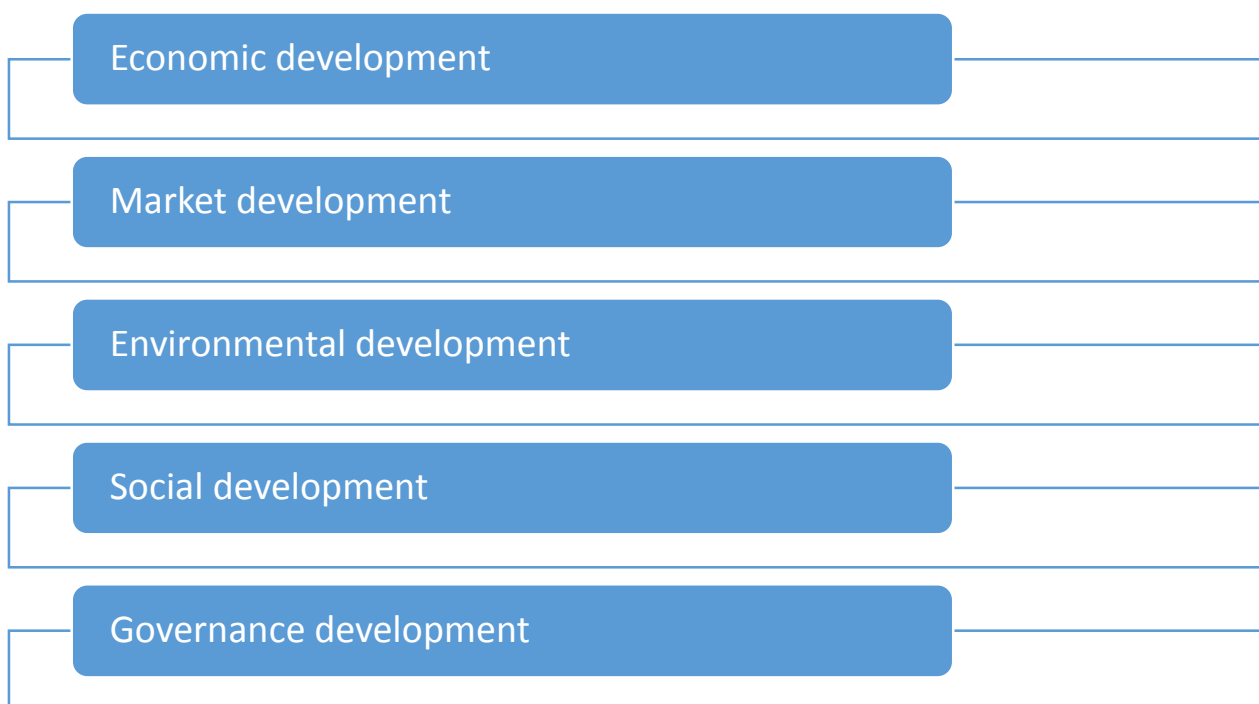 Economic development
Market development
Environmental development
Social development
Governance development